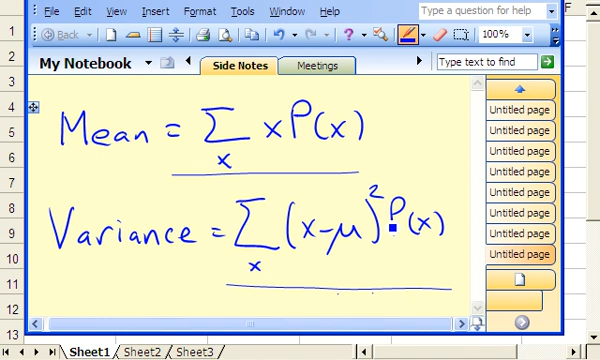 File Edit View Insert Format Tools Window Help Type a question for help
Back 100%
My Notebook Side Notes Meetings Type text to find
Mean = ∑ x P(x)
x
Variance = ∑ (x-μ)² P(x)
x
Untitled page
Untitled page
Untitled page
Untitled page
Untitled page
Untitled page
Untitled page
Untitled page
1
2
3
4
5
6
7
8
9
10
11
12
13
Sheet1 Sheet2 Sheet3
F